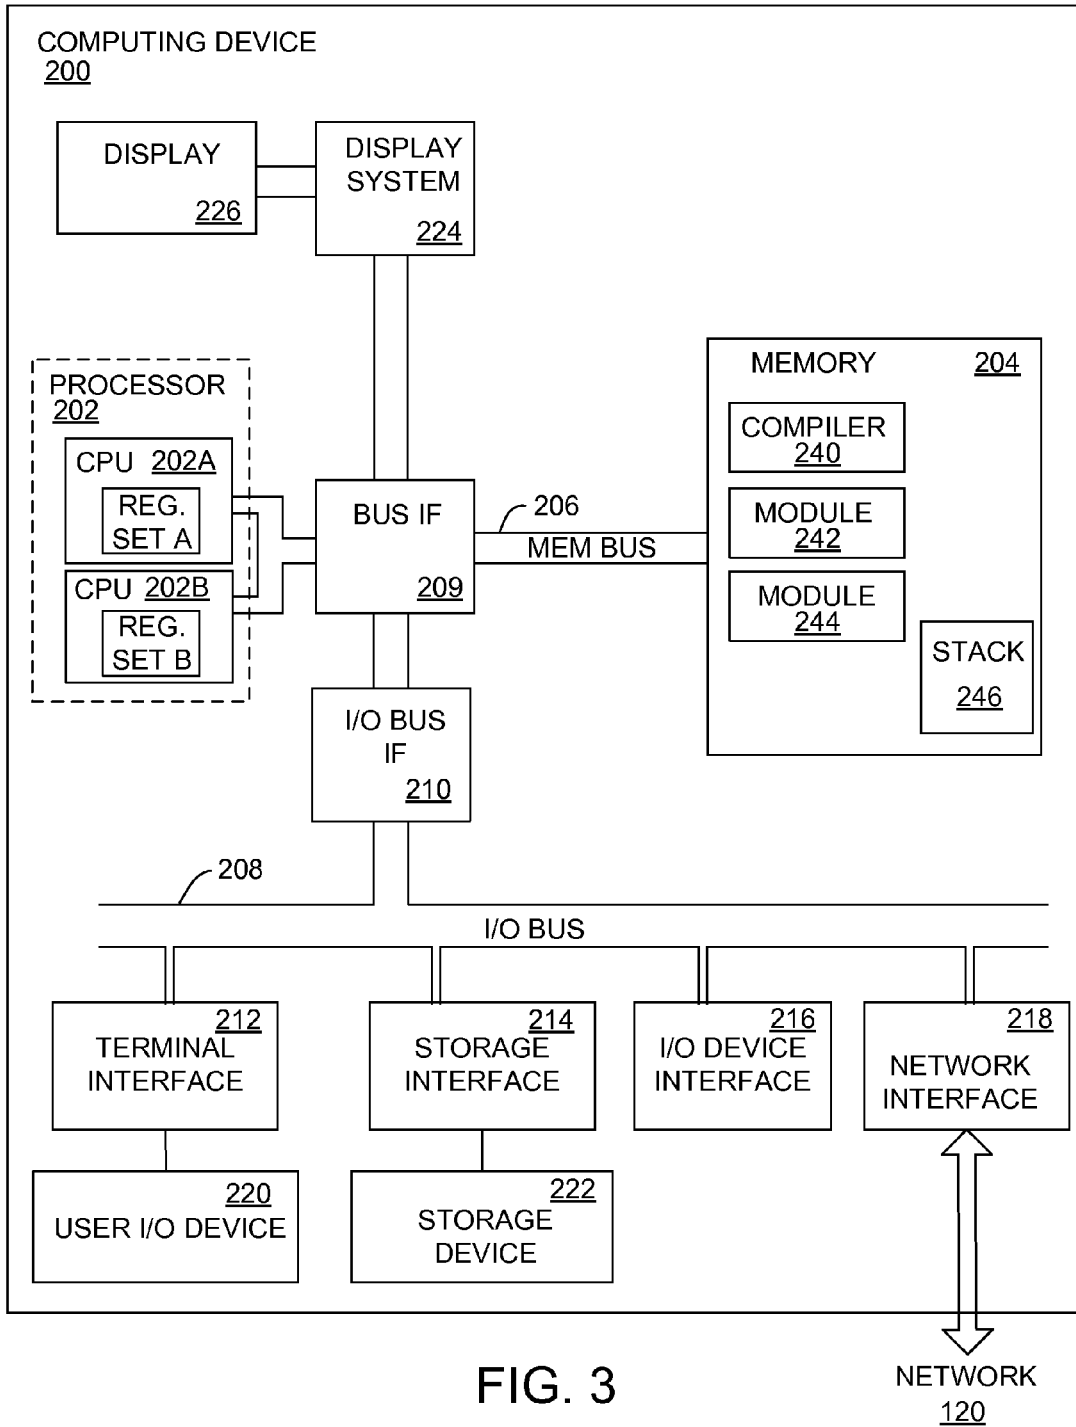 COMPUTING DEVICE
200
DISPLAY
226
DISPLAY
SYSTEM
224
PROCESSOR
202
CPU 202A
REG.
SET A
CPU 202B
REG.
SET B
BUS IF
209
206
MEM BUS
MEMORY 204
COMPILER
240
MODULE
242
MODULE
244
STACK
246
I/O BUS
IF
210
208
I/O BUS
212
TERMINAL
INTERFACE
214
STORAGE
INTERFACE
216
I/O DEVICE
INTERFACE
218
NETWORK
INTERFACE
220
USER I/O DEVICE
222
STORAGE
DEVICE
NETWORK
120
FIG. 3